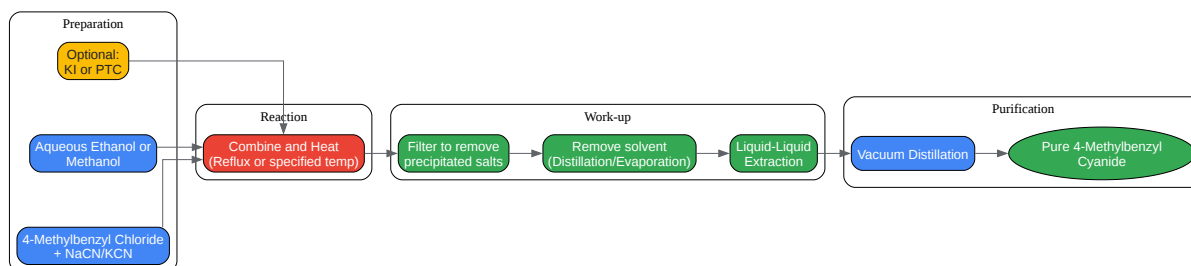 Preparation
Optional:
KI or PTC
Aqueous Ethanol or
Methanol
4-Methylbenzyl Chloride
+ NaCN/KCN
Reaction
Combine and Heat
(Reflux or specified temp)
Work-up
Filter to remove
precipitated salts
Remove solvent
(Distillation/Evaporation)
Liquid-Liquid
Extraction
Purification
Vacuum Distillation
Pure 4-Methylbenzyl
Cyanide